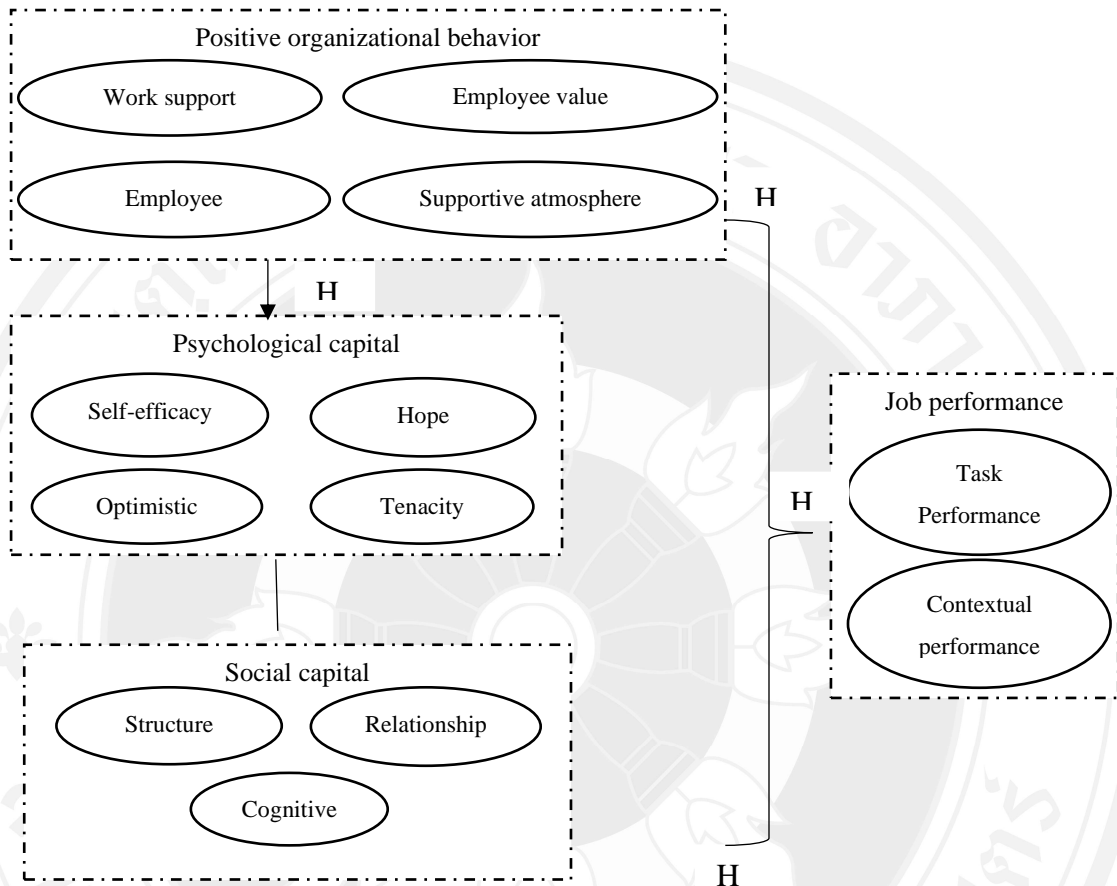 Positive organizational behavior
Work support
Employee value
Employee
Supportive atmosphere
H
H
Psychological capital
Self-efficacy
Hope
Optimistic
Tenacity
H
Job performance
Task
Performance
Contextual
performance
Social capital
Structure
Relationship
Cognitive
H